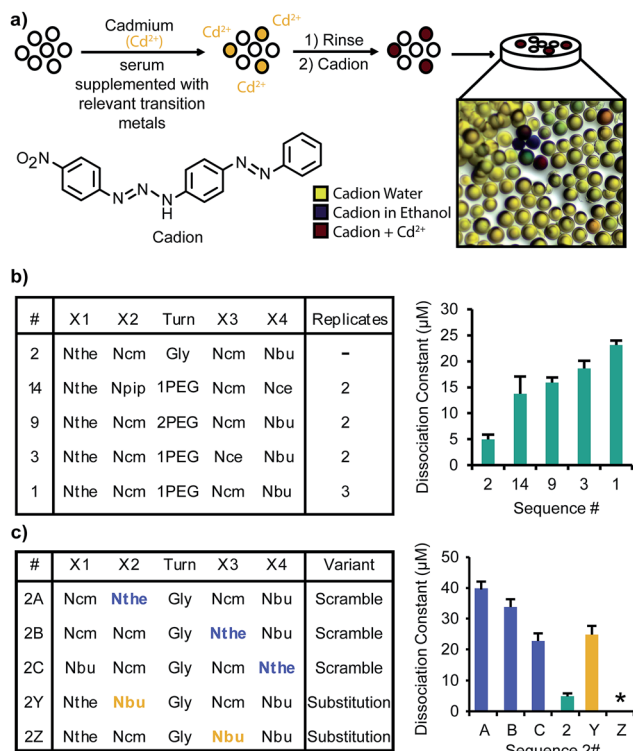 a)
Cadmium
(Cd²⁺)
serum
supplemented with
relevant transition
metals
Cd²⁺
Cd²⁺
Cd²⁺
1) Rinse
2) Cadion
O₂N
N
N
N
H
N
N
Cadion
Cadion Water
Cadion in Ethanol
Cadion + Cd²⁺
b)
# X1 X2 Turn X3 X4 Replicates
2 Nthe Ncm Gly Ncm Nbu –
14 Nthe Npip 1PEG Ncm Nce 2
9 Nthe Ncm 2PEG Ncm Nbu 2
3 Nthe Ncm 1PEG Nce Nbu 2
1 Nthe Ncm 1PEG Ncm Nbu 3
Dissociation Constant (µM)
30
25
20
15
10
5
0
2 14 9 3 1
Sequence #
c)
# X1 X2 Turn X3 X4 Variant
2A Ncm Nthe Gly Ncm Nbu Scramble
2B Ncm Ncm Gly Nthe Nbu Scramble
2C Nbu Ncm Gly Ncm Nthe Scramble
2Y Nthe Nbu Gly Ncm Nbu Substitution
2Z Nthe Ncm Gly Nbu Nbu Substitution
Dissociation Constant (µM)
50
40
30
20
10
0
*
A B C 2 Y Z
Sequence 2#